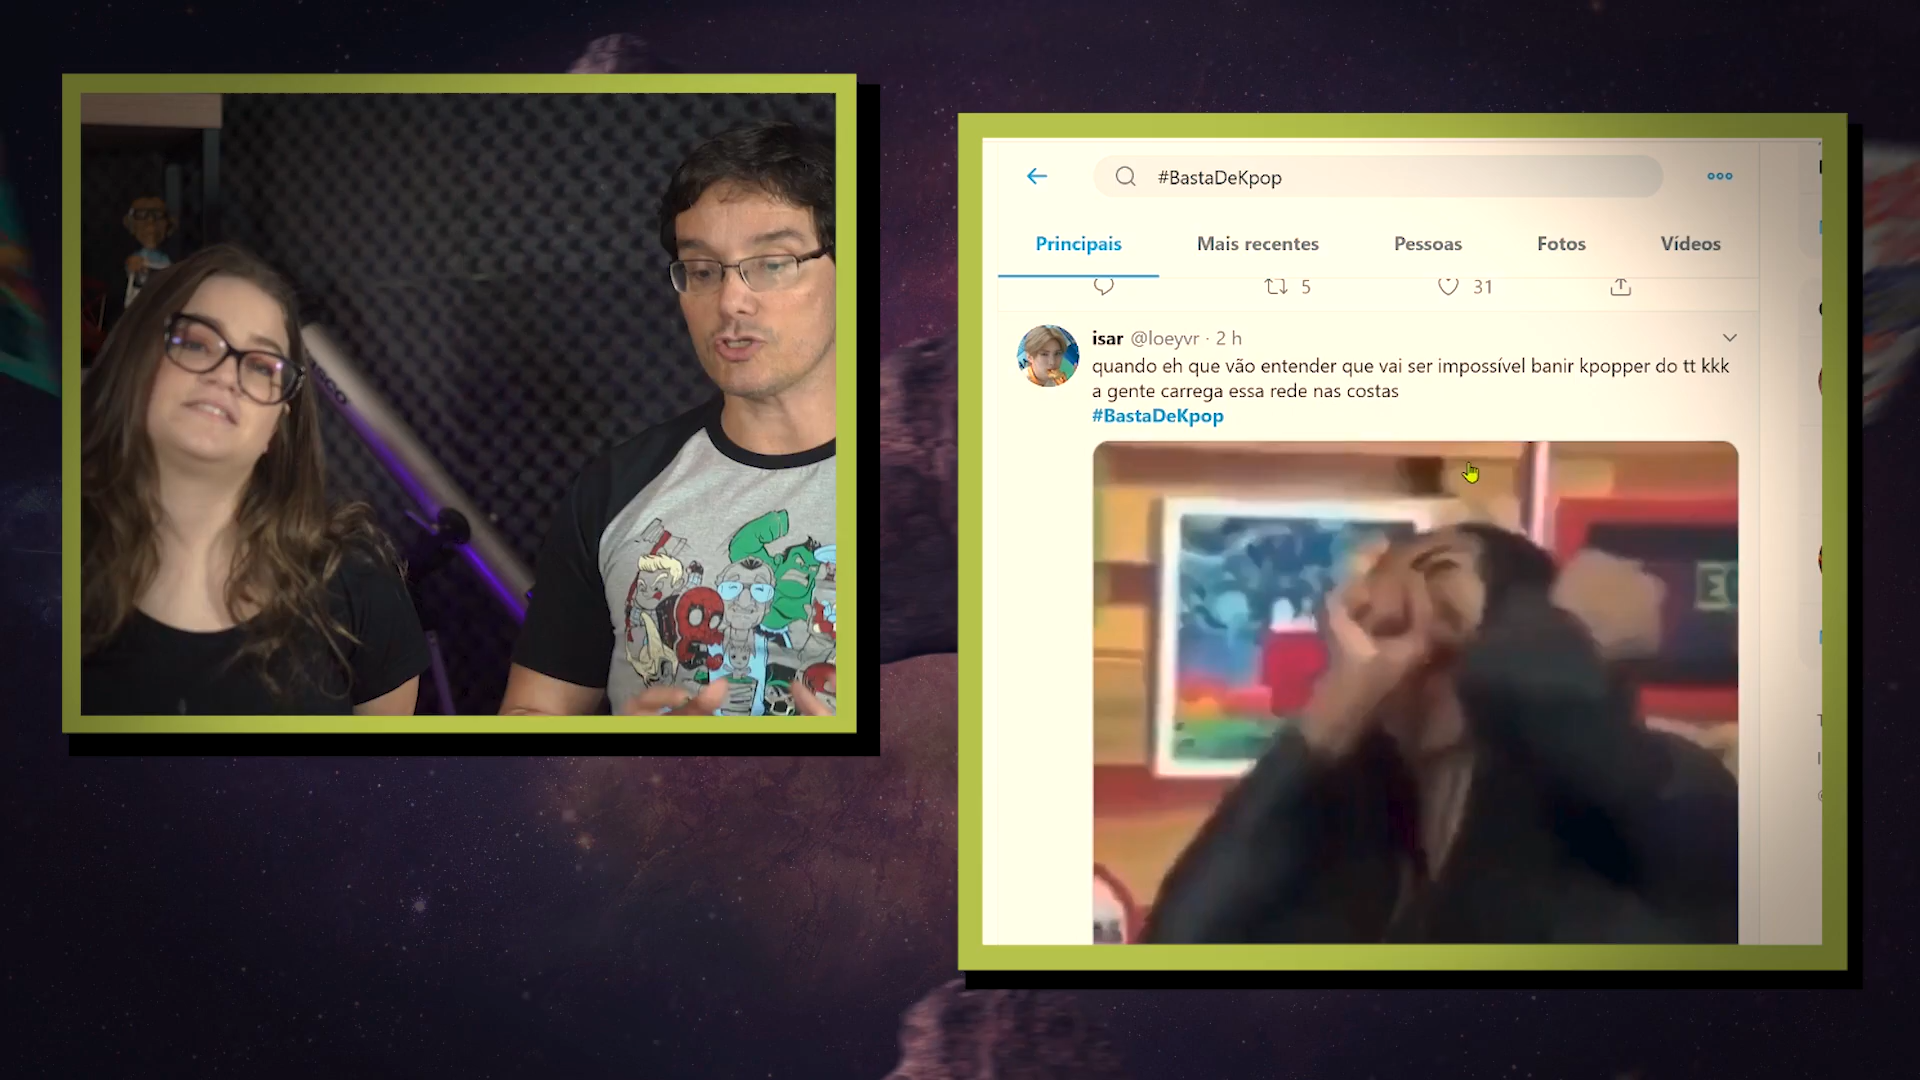 #BastaDeKpop
Principais Mais recentes Pessoas Fotos Vídeos
5 31
isar @loeyvr · 2 h
quando eh que vão entender que vai ser impossível banir kpopper do tt kkk
a gente carrega essa rede nas costas
#BastaDeKpop